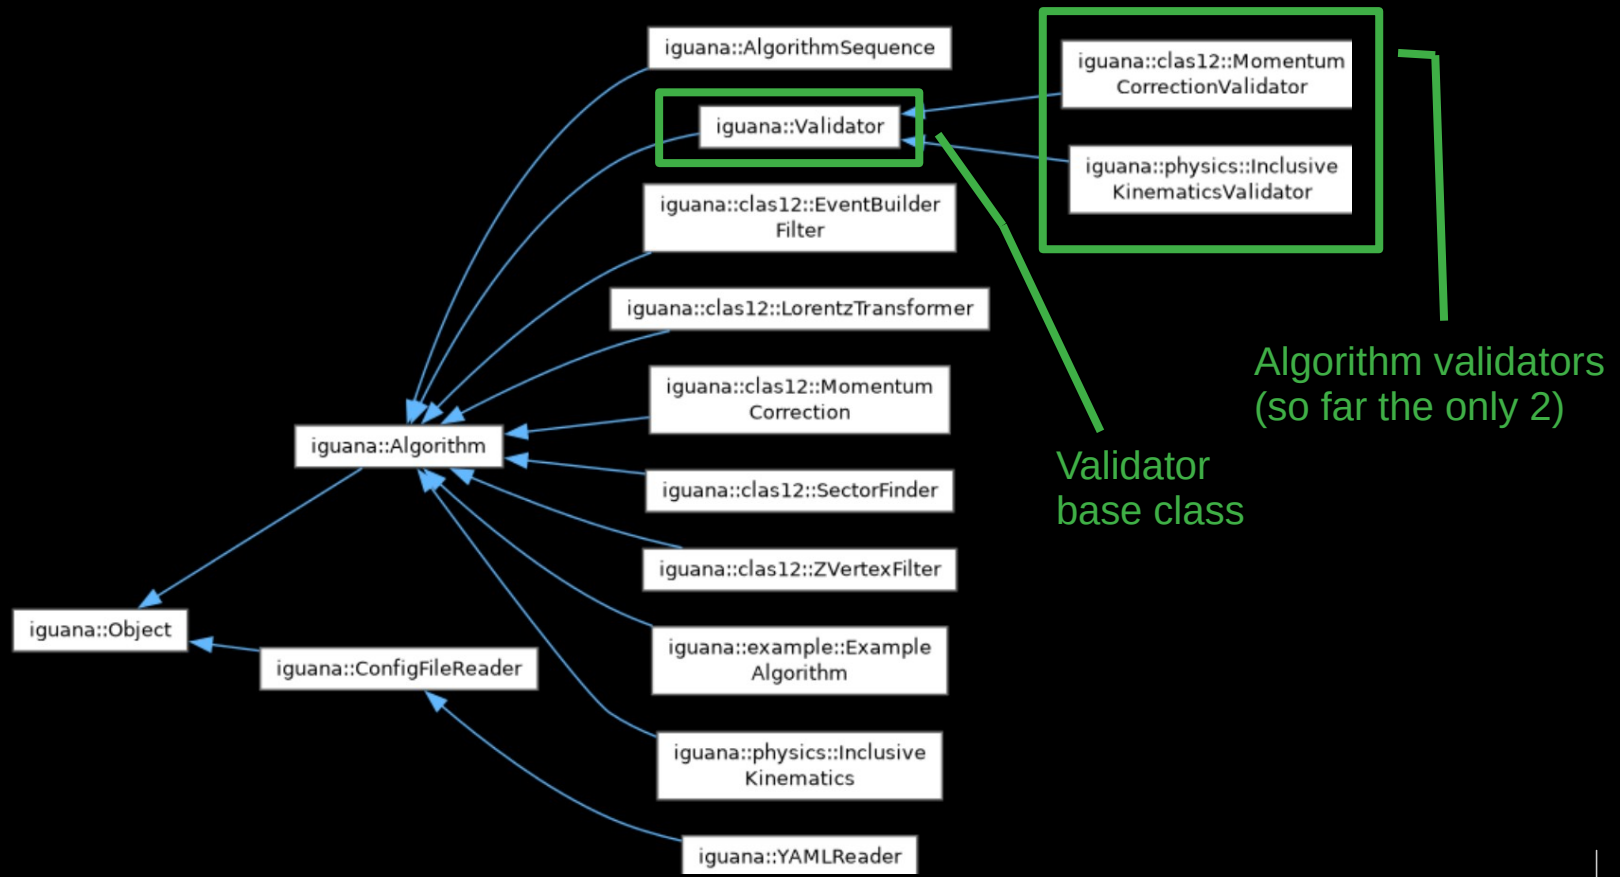 iguana::AlgorithmSequence
iguana::Validator
iguana::clas12::EventBuilder
Filter
iguana::clas12::LorentzTransformer
iguana::clas12::Momentum
Correction
iguana::Algorithm
iguana::clas12::SectorFinder
iguana::clas12::ZVertexFilter
iguana::Object
iguana::ConfigFileReader
iguana::example::Example
Algorithm
iguana::physics::Inclusive
Kinematics
iguana::YAMLReader
iguana::clas12::Momentum
CorrectionValidator
iguana::physics::Inclusive
KinematicsValidator
Algorithm validators
(so far the only 2)
Validator
base class